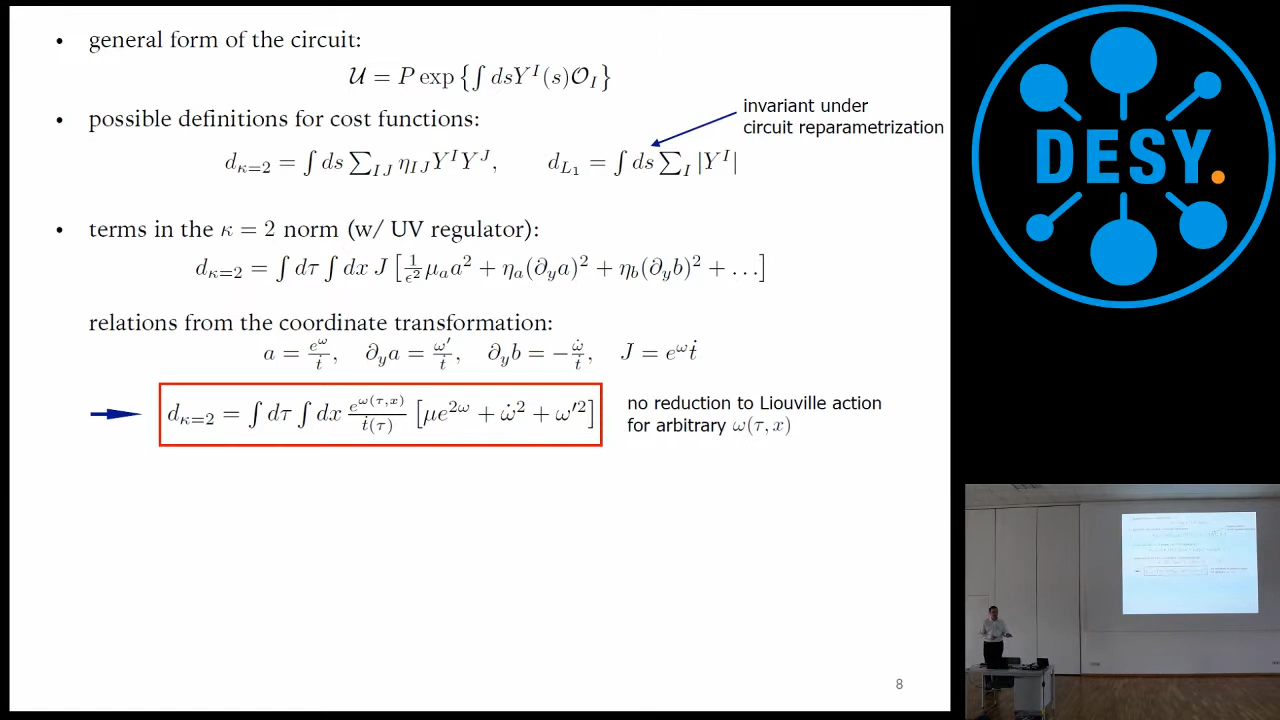 • general form of the circuit:
𝒰 = P exp {∫ dsY^I(s)𝒪_I}
• possible definitions for cost functions:
invariant under
circuit reparametrization
d_{κ=2} = ∫ ds ∑_{IJ} η_{IJ}Y^I Y^J,  d_{L_1} = ∫ ds ∑_I |Y^I|
• terms in the κ = 2 norm (w/ UV regulator):
d_{κ=2} = ∫ dτ ∫ dx J [1/ϵ² μ_a a² + η_a(∂_y a)² + η_b(∂_y b)² + …]
relations from the coordinate transformation:
a = e^ω/ṫ,  ∂_y a = ω′/ṫ,  ∂_y b = −ω̇/ṫ,  J = e^ω ṫ
d_{κ=2} = ∫ dτ ∫ dx e^{ω(τ,x)}/ṫ(τ) [μe^{2ω} + ω̇² + ω′²]
no reduction to Liouville action
for arbitrary ω(τ, x)
8
DESY.